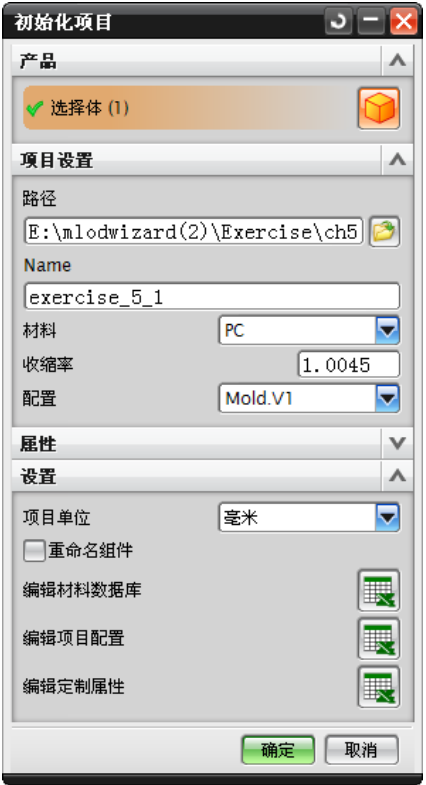 初始化项目
产品
选择体 (1)
项目设置
路径
E:\mlodwizard(2)\Exercise\ch5
Name
exercise_5_1
材料 PC
收缩率 1.0045
配置 Mold.V1
属性
设置
项目单位 毫米
重命名组件
编辑材料数据库
编辑项目配置
编辑定制属性
确定 取消